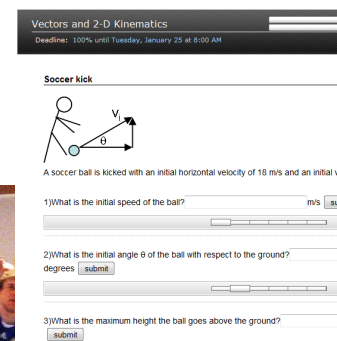 Vectors and 2-D Kinematics
Deadline: 100% until Tuesday, January 25 at 8:00 AM
Soccer kick
Vi
θ
A soccer ball is kicked with an initial horizontal velocity of 18 m/s and an initial
1)What is the initial speed of the ball? m/s
2)What is the initial angle θ of the ball with respect to the ground?
degrees submit
3)What is the maximum height the ball goes above the ground?
submit